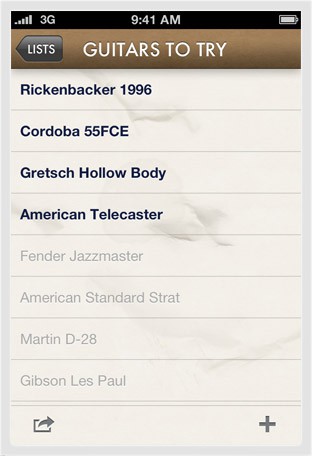 3G 9:41 AM
LISTS GUITARS TO TRY
Rickenbacker 1996
Cordoba 55FCE
Gretsch Hollow Body
American Telecaster
Fender Jazzmaster
American Standard Strat
Martin D-28
Gibson Les Paul